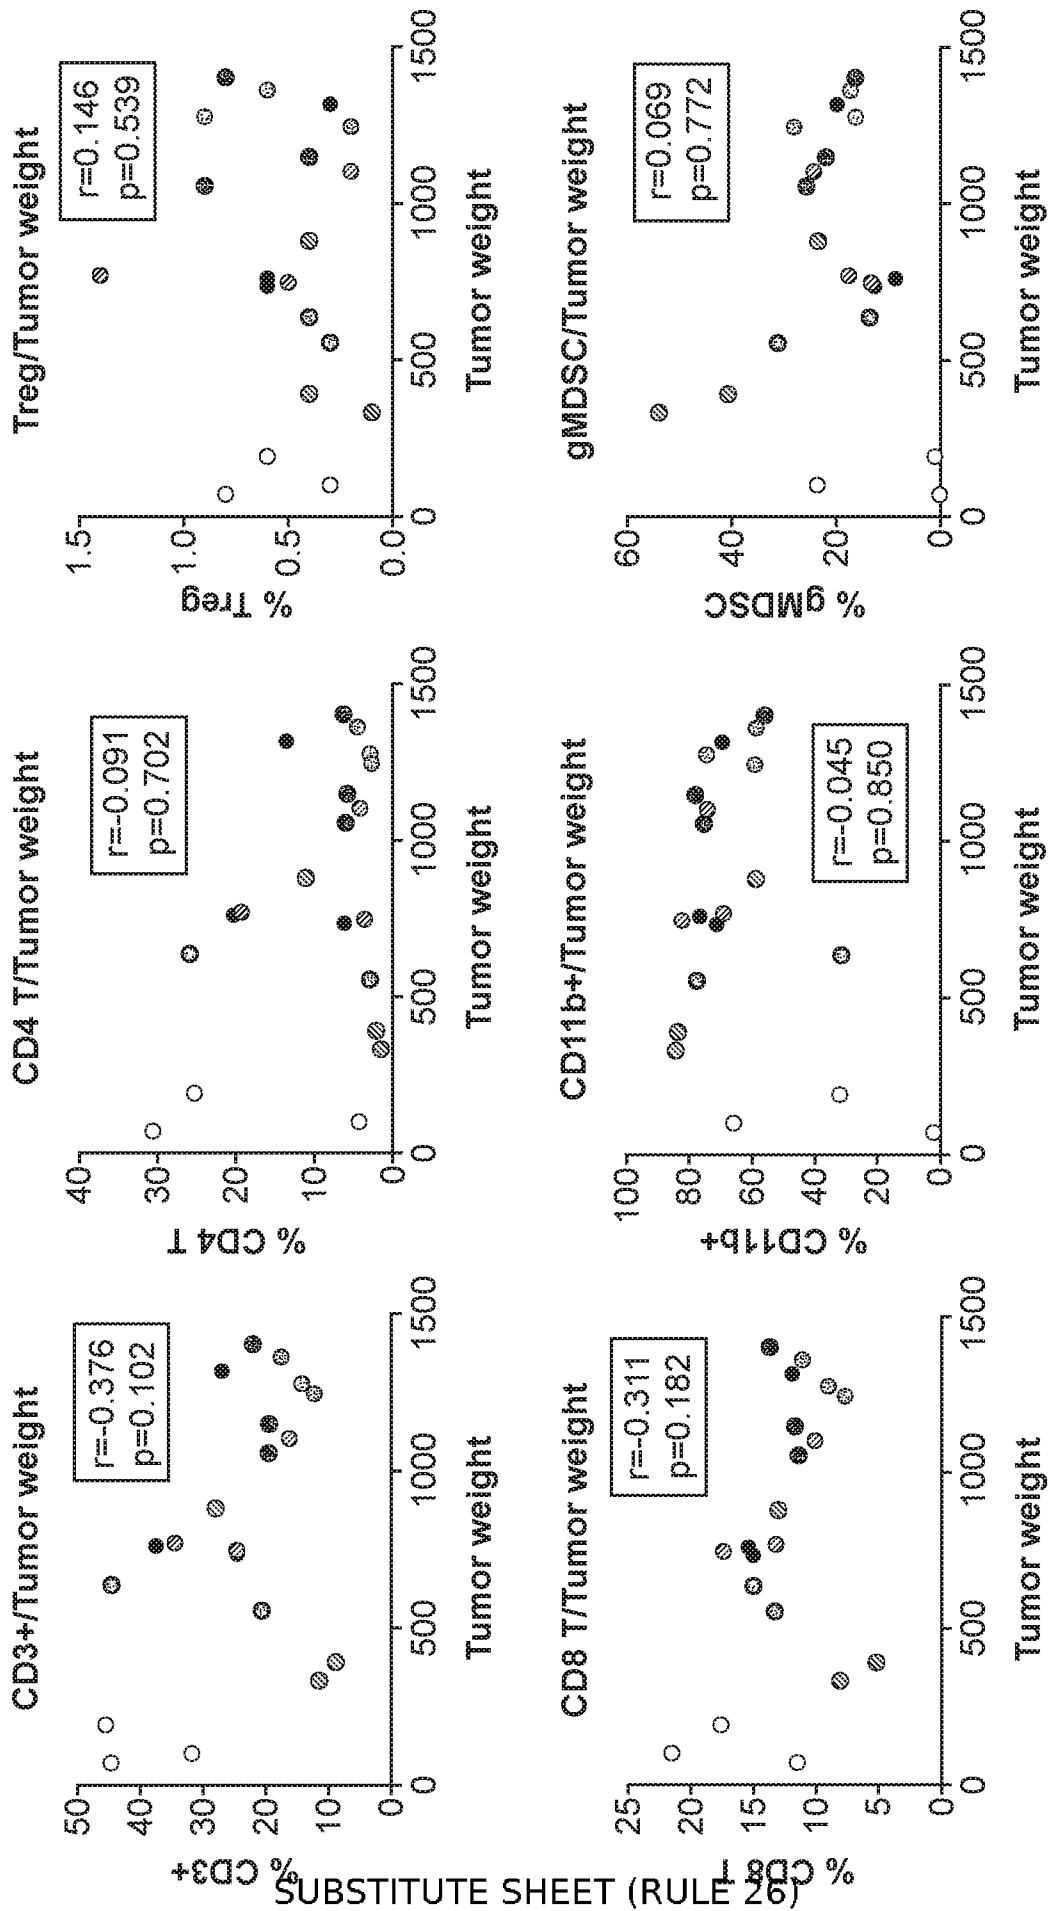 CD3+/Tumor weight
r=-0.376
p=0.102
% CD3+
50
40
30
20
10
0
0
500
1000
1500
Tumor weight
CD4 T/Tumor weight
r=-0.091
p=0.702
% CD4 T
40
30
20
10
0
0
500
1000
1500
Tumor weight
Treg/Tumor weight
r=0.146
p=0.539
% Treg
1.5
1.0
0.5
0.0
0
500
1000
1500
Tumor weight
CD8 T/Tumor weight
r=-0.311
p=0.182
% CD8 T
25
20
15
10
5
0
0
500
1000
1500
Tumor weight
CD11b+/Tumor weight
r=-0.045
p=0.850
% CD11b+
100
80
60
40
20
0
0
500
1000
1500
Tumor weight
gMDSC/Tumor weight
r=0.069
p=0.772
% gMDSC
60
40
20
0
0
500
1000
1500
Tumor weight
SUBSTITUTE SHEET (RULE 26)